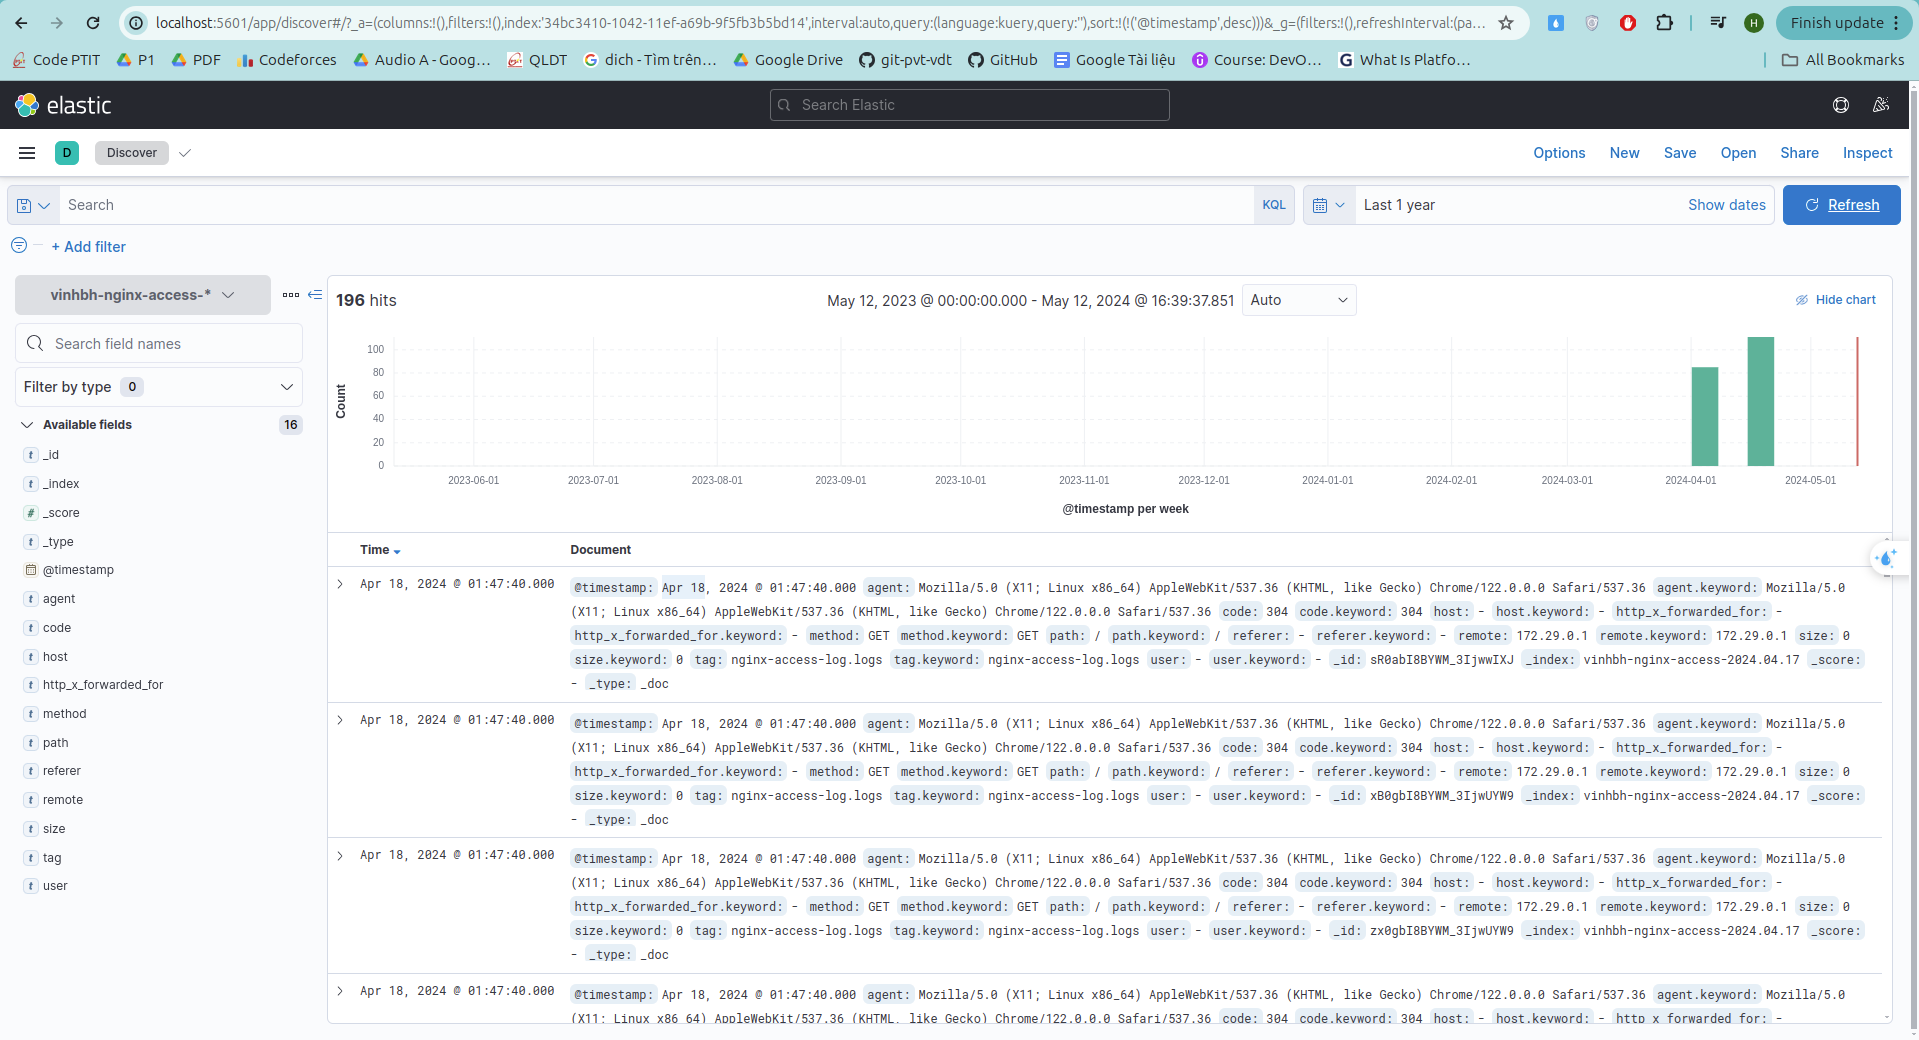 localhost:5601/app/discover#/?_a=(columns:!(),filters:!(),index:'34bc3410-1042-11ef-a69b-9f5fb3b5bd14',interval:auto,query:(language:kuery,query:''),sort:!(!('@timestamp',desc)))&_g=(filters:!(),refreshInterval:(pa... H Finish update
Code PTIT P1 PDF Codeforces Audio A - Goog... QLDT dich - Tìm trên... Google Drive git-pvt-vdt GitHub Google Tài liệu Course: DevO... What Is Platfo... All Bookmarks
elastic Search Elastic
D Discover Options New Save Open Share Inspect
Search KQL Last 1 year Show dates Refresh
+ Add filter
vinhbh-nginx-access-*
Search field names
Filter by type 0
Available fields 16
t _id
t _index
# _score
t _type
@timestamp
t agent
t code
t host
t http_x_forwarded_for
t method
t path
t referer
t remote
t size
t tag
t user
196 hits May 12, 2023 @ 00:00:00.000 - May 12, 2024 @ 16:39:37.851 Auto Hide chart
Count
100
80
60
40
20
0
2023-06-01 2023-07-01 2023-08-01 2023-09-01 2023-10-01 2023-11-01 2023-12-01 2024-01-01 2024-02-01 2024-03-01 2024-04-01 2024-05-01
@timestamp per week
Time Document
Apr 18, 2024 @ 01:47:40.000 @timestamp: Apr 18, 2024 @ 01:47:40.000 agent: Mozilla/5.0 (X11; Linux x86_64) AppleWebKit/537.36 (KHTML, like Gecko) Chrome/122.0.0.0 Safari/537.36 agent.keyword: Mozilla/5.0
(X11; Linux x86_64) AppleWebKit/537.36 (KHTML, like Gecko) Chrome/122.0.0.0 Safari/537.36 code: 304 code.keyword: 304 host: - host.keyword: - http_x_forwarded_for: -
http_x_forwarded_for.keyword: - method: GET method.keyword: GET path: / path.keyword: / referer: - referer.keyword: - remote: 172.29.0.1 remote.keyword: 172.29.0.1 size: 0
size.keyword: 0 tag: nginx-access-log.logs tag.keyword: nginx-access-log.logs user: - user.keyword: - _id: sR0abI8BYWM_3IjwwIXJ _index: vinhbh-nginx-access-2024.04.17 _score:
- _type: _doc
Apr 18, 2024 @ 01:47:40.000 @timestamp: Apr 18, 2024 @ 01:47:40.000 agent: Mozilla/5.0 (X11; Linux x86_64) AppleWebKit/537.36 (KHTML, like Gecko) Chrome/122.0.0.0 Safari/537.36 agent.keyword: Mozilla/5.0
(X11; Linux x86_64) AppleWebKit/537.36 (KHTML, like Gecko) Chrome/122.0.0.0 Safari/537.36 code: 304 code.keyword: 304 host: - host.keyword: - http_x_forwarded_for: -
http_x_forwarded_for.keyword: - method: GET method.keyword: GET path: / path.keyword: / referer: - referer.keyword: - remote: 172.29.0.1 remote.keyword: 172.29.0.1 size: 0
size.keyword: 0 tag: nginx-access-log.logs tag.keyword: nginx-access-log.logs user: - user.keyword: - _id: xB0gbI8BYWM_3IjwUYW9 _index: vinhbh-nginx-access-2024.04.17 _score:
- _type: _doc
Apr 18, 2024 @ 01:47:40.000 @timestamp: Apr 18, 2024 @ 01:47:40.000 agent: Mozilla/5.0 (X11; Linux x86_64) AppleWebKit/537.36 (KHTML, like Gecko) Chrome/122.0.0.0 Safari/537.36 agent.keyword: Mozilla/5.0
(X11; Linux x86_64) AppleWebKit/537.36 (KHTML, like Gecko) Chrome/122.0.0.0 Safari/537.36 code: 304 code.keyword: 304 host: - host.keyword: - http_x_forwarded_for: -
http_x_forwarded_for.keyword: - method: GET method.keyword: GET path: / path.keyword: / referer: - referer.keyword: - remote: 172.29.0.1 remote.keyword: 172.29.0.1 size: 0
size.keyword: 0 tag: nginx-access-log.logs tag.keyword: nginx-access-log.logs user: - user.keyword: - _id: zx0gbI8BYWM_3IjwUYW9 _index: vinhbh-nginx-access-2024.04.17 _score:
- _type: _doc
Apr 18, 2024 @ 01:47:40.000 @timestamp: Apr 18, 2024 @ 01:47:40.000 agent: Mozilla/5.0 (X11; Linux x86_64) AppleWebKit/537.36 (KHTML, like Gecko) Chrome/122.0.0.0 Safari/537.36 agent.keyword: Mozilla/5.0
(X11; Linux x86_64) AppleWebKit/537.36 (KHTML, like Gecko) Chrome/122.0.0.0 Safari/537.36 code: 304 code.keyword: 304 host: - host.keyword: - http_x_forwarded_for: -